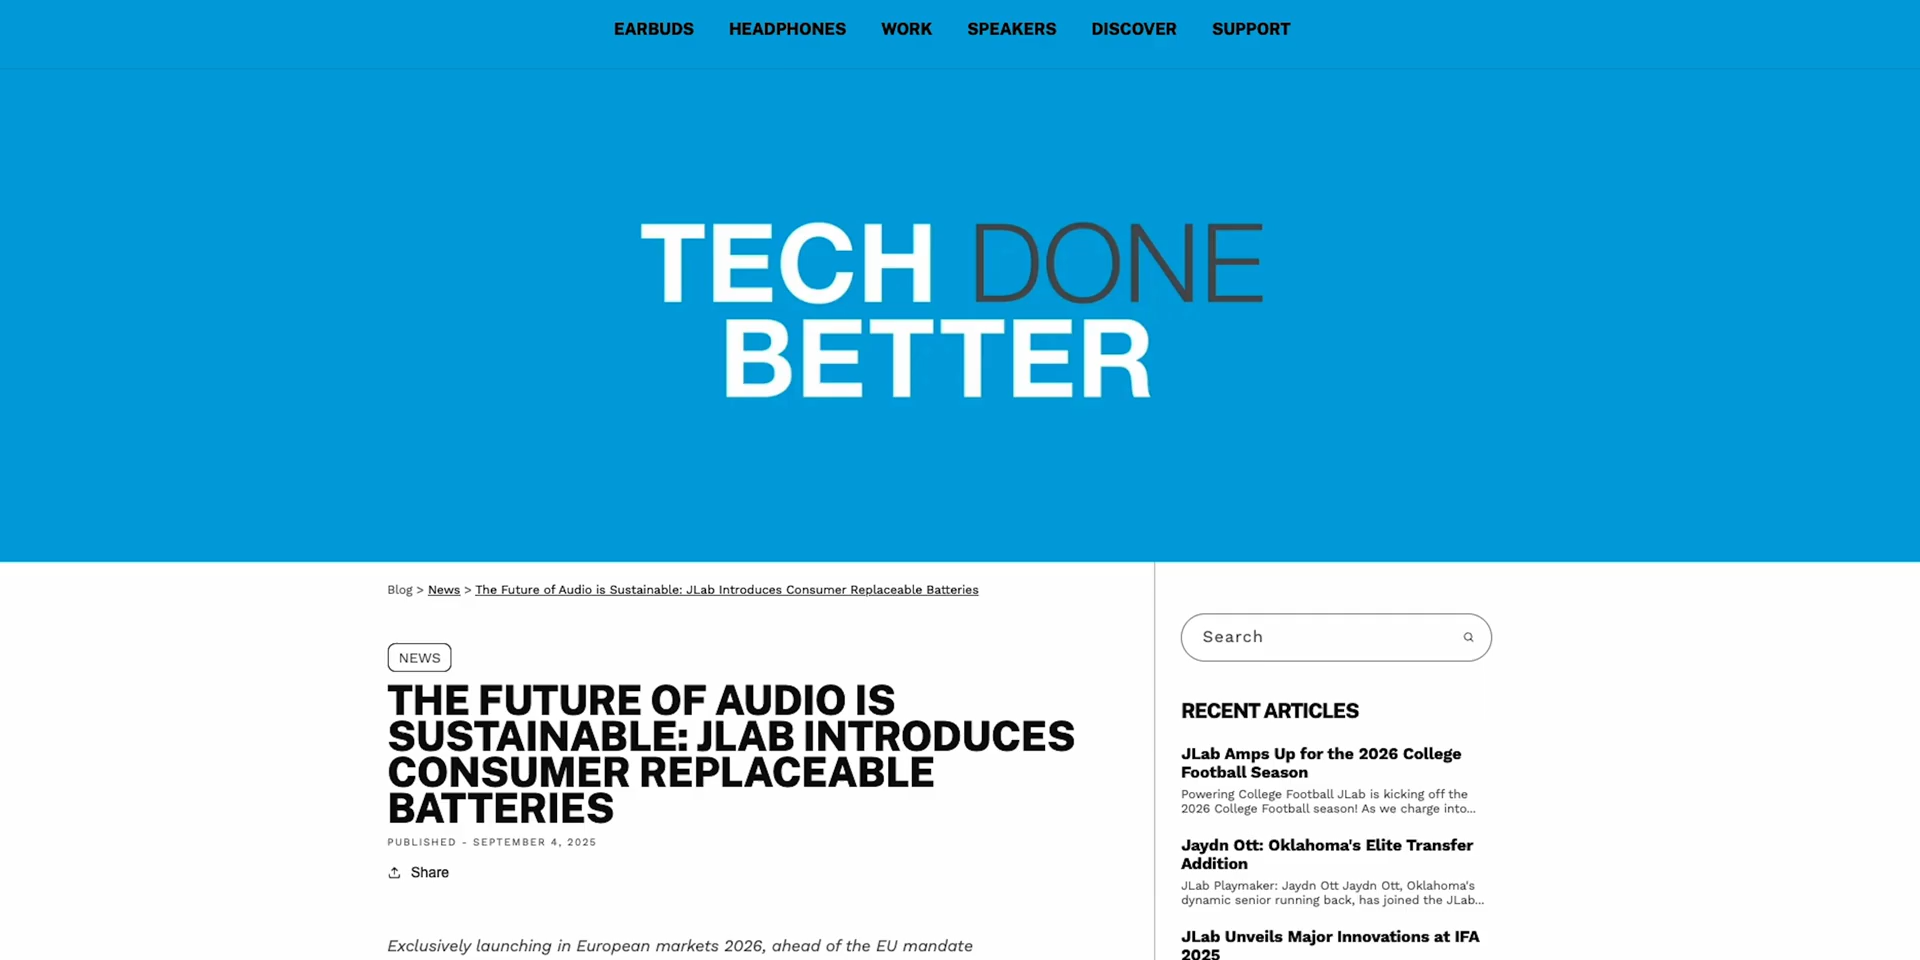 EARBUDS HEADPHONES WORK SPEAKERS DISCOVER SUPPORT
TECH DONE
BETTER
Blog > News > The Future of Audio is Sustainable: JLab Introduces Consumer Replaceable Batteries
NEWS
THE FUTURE OF AUDIO IS
SUSTAINABLE: JLAB INTRODUCES
CONSUMER REPLACEABLE
BATTERIES
PUBLISHED - SEPTEMBER 4, 2025
Share
Exclusively launching in European markets 2026, ahead of the EU mandate
Search
RECENT ARTICLES
JLab Amps Up for the 2026 College
Football Season
Powering College Football JLab is kicking off the
2026 College Football season! As we charge into...
Jaydn Ott: Oklahoma's Elite Transfer
Addition
JLab Playmaker: Jaydn Ott Jaydn Ott, Oklahoma's
dynamic senior running back, has joined the JLab...
JLab Unveils Major Innovations at IFA
2025